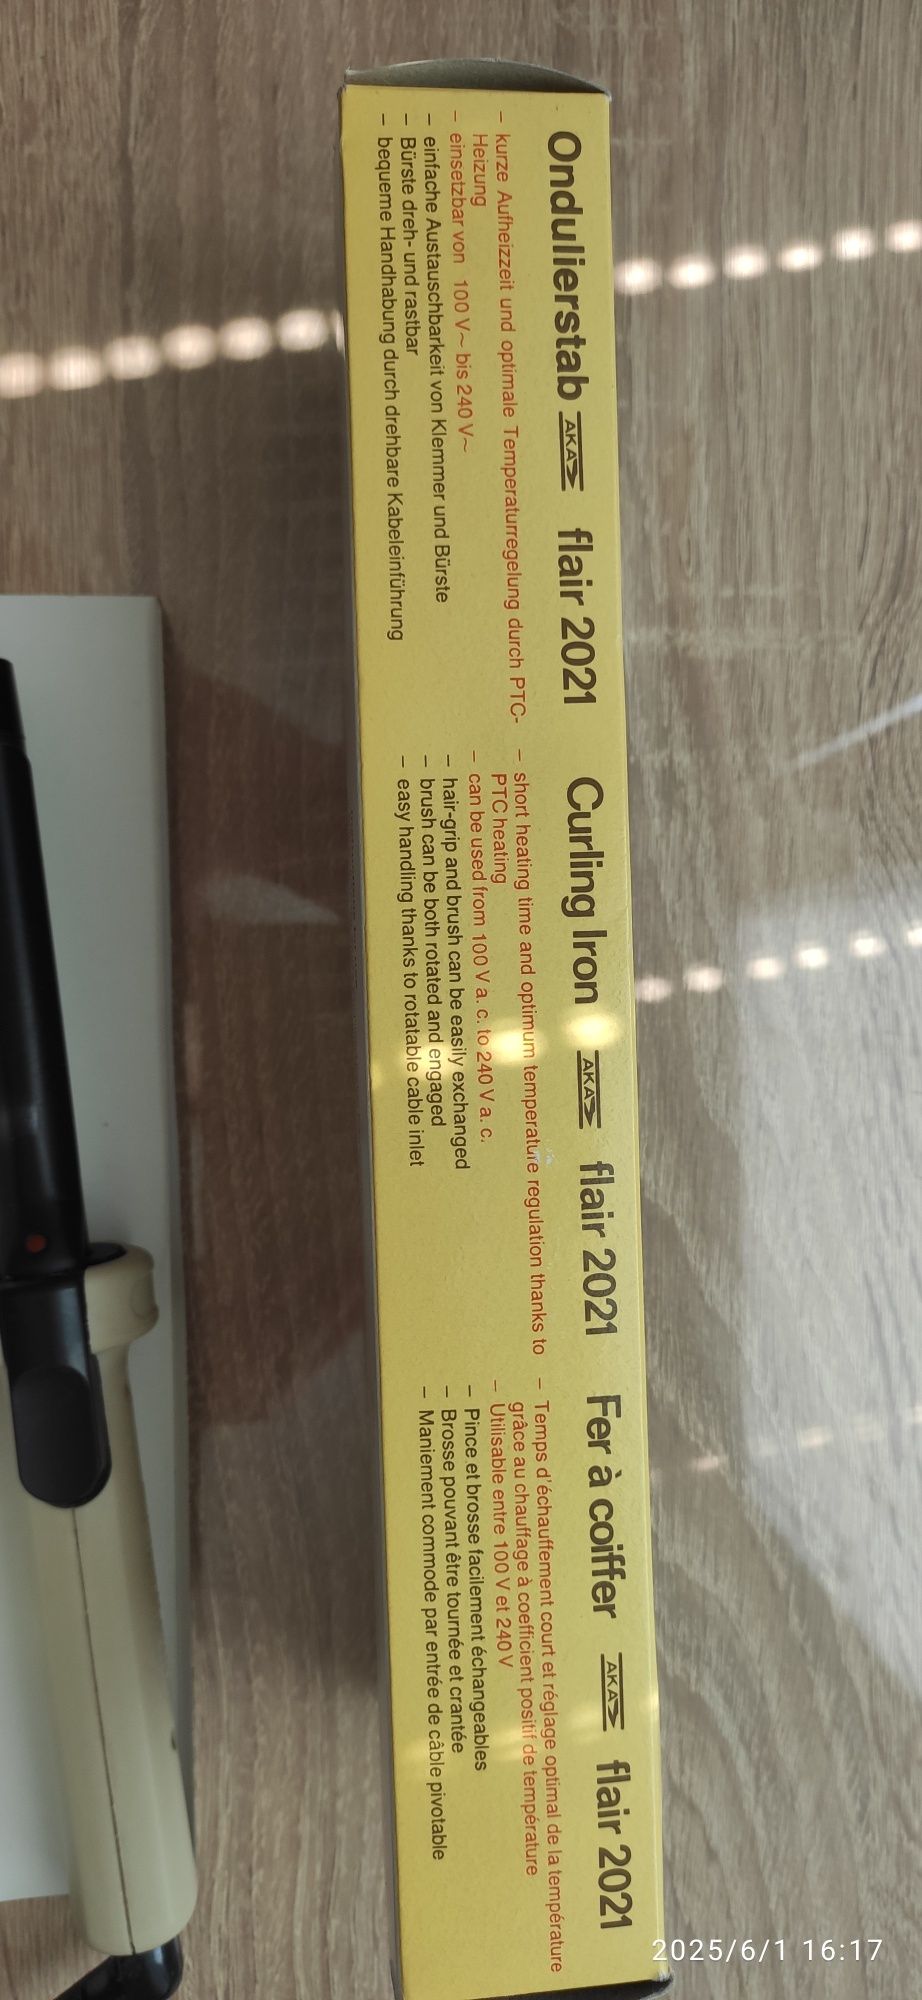 Ondulierstab AKA flair 2021
– kurze Aufheizzeit und optimale Temperaturregelung durch PTC-
Heizung
– einsetzbar von 100 V~ bis 240 V~
– einfache Austauschbarkeit von Klemmer und Bürste
– Bürste dreh- und rastbar
– bequeme Handhabung durch drehbare Kabeleinführung
Curling Iron AKA flair 2021
– short heating time and optimum temperature regulation thanks to
PTC heating
– can be used from 100 V a. c. to 240 V a. c.
– hair-grip and brush can be easily exchanged
– brush can be both rotated and engaged
– easy handling thanks to rotatable cable inlet
Fer à coiffer AKA flair 2021
– Temps d'échauffement court et réglage optimal de la température
grâce au chauffage à coefficient positif de température
– Utilisable entre 100 V et 240 V
– Pince et brosse facilement échangeables
– Brosse pouvant être tournée et crantée
– Maniement commode par entrée de câble pivotable
2025/6/1 16:17